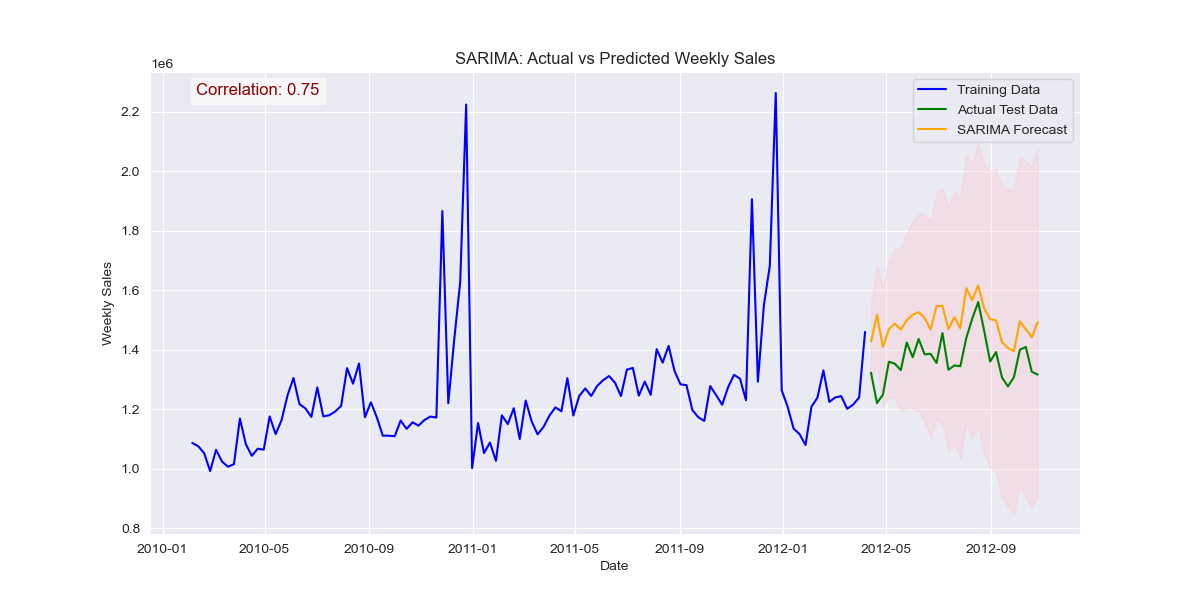 SARIMA: Actual vs Predicted Weekly Sales
1e6
Correlation: 0.75
Training Data
Actual Test Data
SARIMA Forecast
2.2
2.0
1.8
1.6
1.4
1.2
1.0
0.8
Weekly Sales
2010-01 2010-05 2010-09 2011-01 2011-05 2011-09 2012-01 2012-05 2012-09
Date